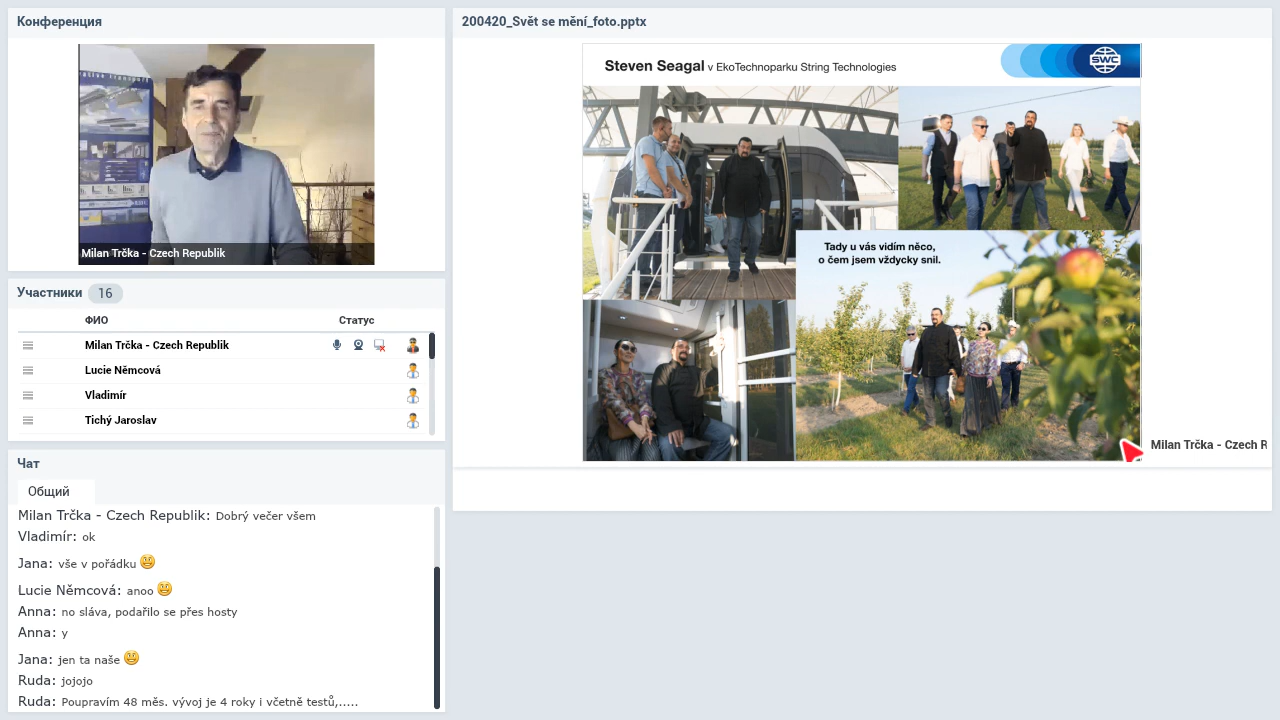 Конференция
Milan Trčka - Czech Republik
Участники 16
ФИО Статус
Milan Trčka - Czech Republik
Lucie Němcová
Vladimír
Tichý Jaroslav
Чат
Общий
Milan Trčka - Czech Republik: Dobrý večer všem
Vladimír: ok
Jana: vše v pořádku
Lucie Němcová: anoo
Anna: no sláva, podařilo se přes hosty
Anna: y
Jana: jen ta naše
Ruda: jojojo
Ruda: Poupravím 48 měs. vývoj je 4 roky i včetně testů,.....
200420_Svět se mění_foto.pptx
Steven Seagal v EkoTechnoparku String Technologies
SWC
Tady u vás vidím něco,
o čem jsem vždycky snil.
Milan Trčka - Czech R